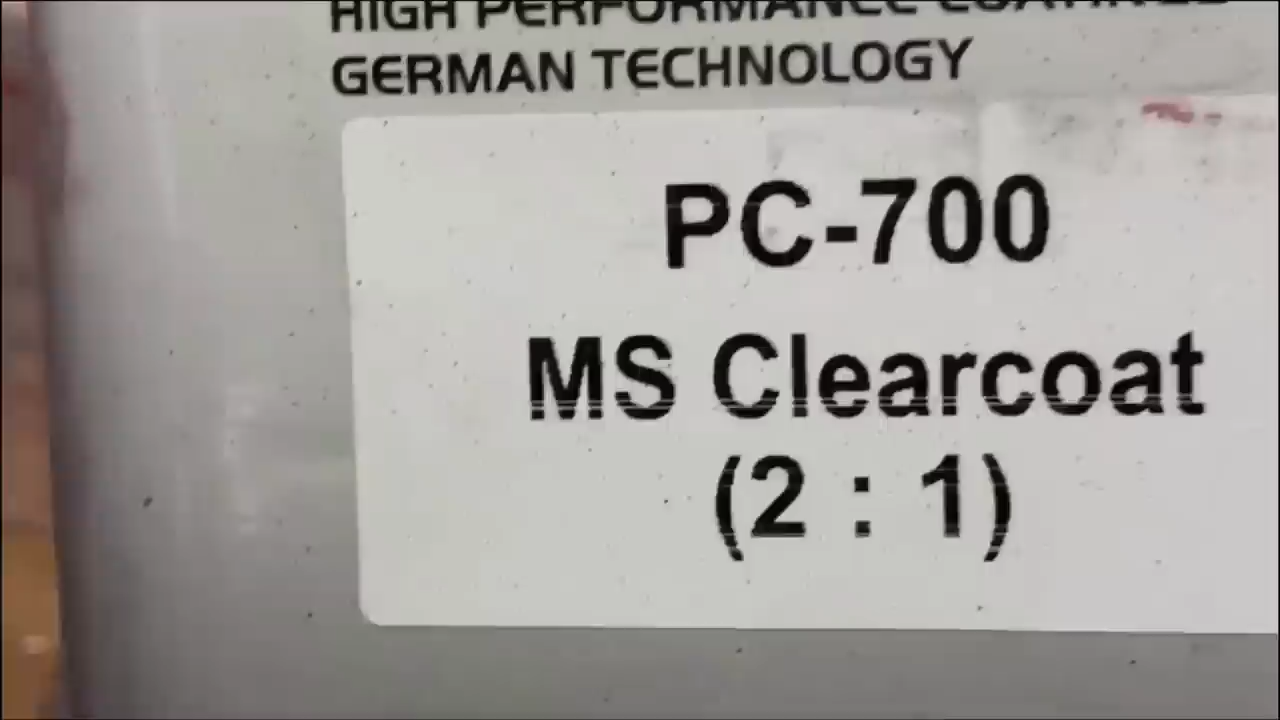 HIGH PERFORMANCE COATINGS
GERMAN TECHNOLOGY
PC-700
MS Clearcoat
(2 : 1)